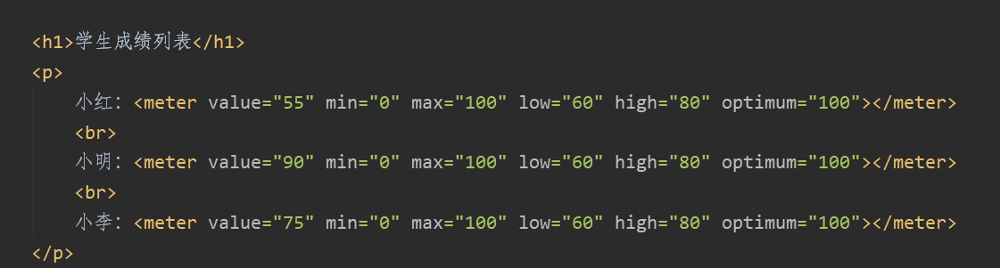 <h1>学生成绩列表</h1>
<p>
小红：<meter value="55" min="0" max="100" low="60" high="80" optimum="100"></meter>
<br>
小明：<meter value="90" min="0" max="100" low="60" high="80" optimum="100"></meter>
<br>
小李：<meter value="75" min="0" max="100" low="60" high="80" optimum="100"></meter>
</p>